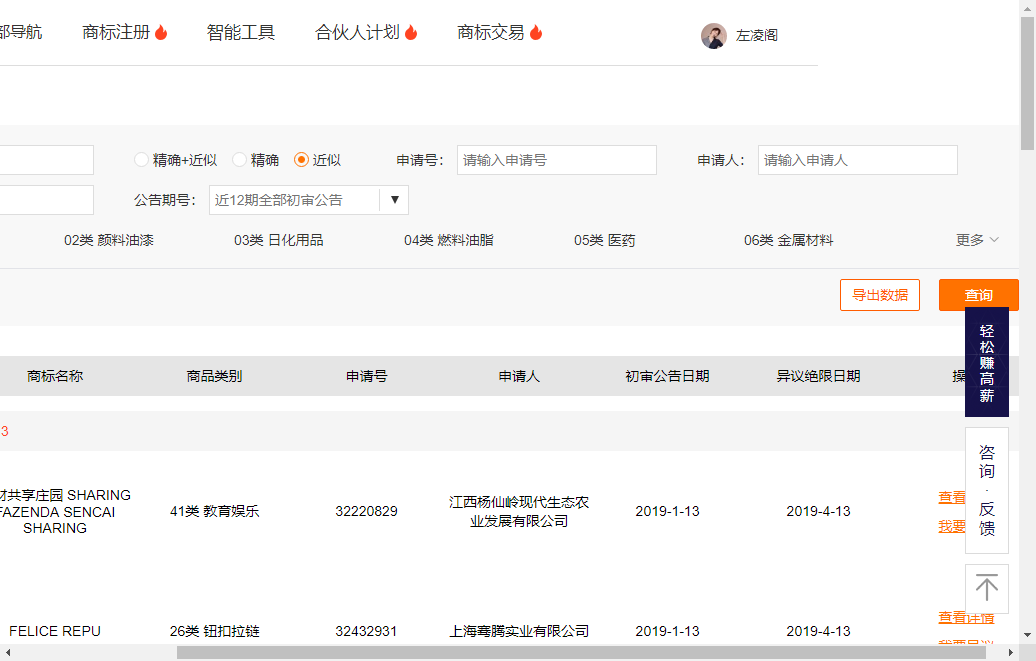 部导航 商标注册 智能工具 合伙人计划 商标交易 左凌阁
精确+近似 精确 近似 申请号： 请输入申请号 申请人： 请输入申请人
公告期号： 近12期全部初审公告 ▼
02类 颜料油漆 03类 日化用品 04类 燃料油脂 05类 医药 06类 金属材料 更多
导出数据 查询
轻松赚高薪
商标名称 商品类别 申请号 申请人 初审公告日期 异议绝限日期 操
3
咨询·反馈
材共享庄园 SHARING
FAZENDA SENCAI
SHARING
41类 教育娱乐 32220829
江西杨仙岭现代生态农
业发展有限公司
2019-1-13 2019-4-13
查看
我要
FELICE REPU 26类 钮扣拉链 32432931 上海骞腾实业有限公司 2019-1-13 2019-4-13
查看详情
我要异议